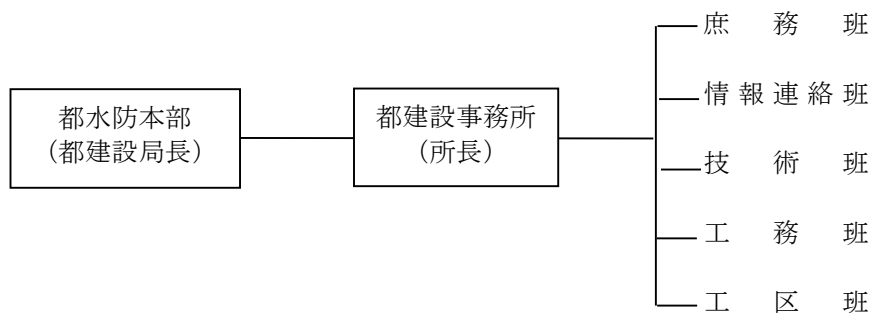 都水防本部
（都建設局長）
都建設事務所
（所長）
庶務班
情報連絡班
技術班
工務班
工区班